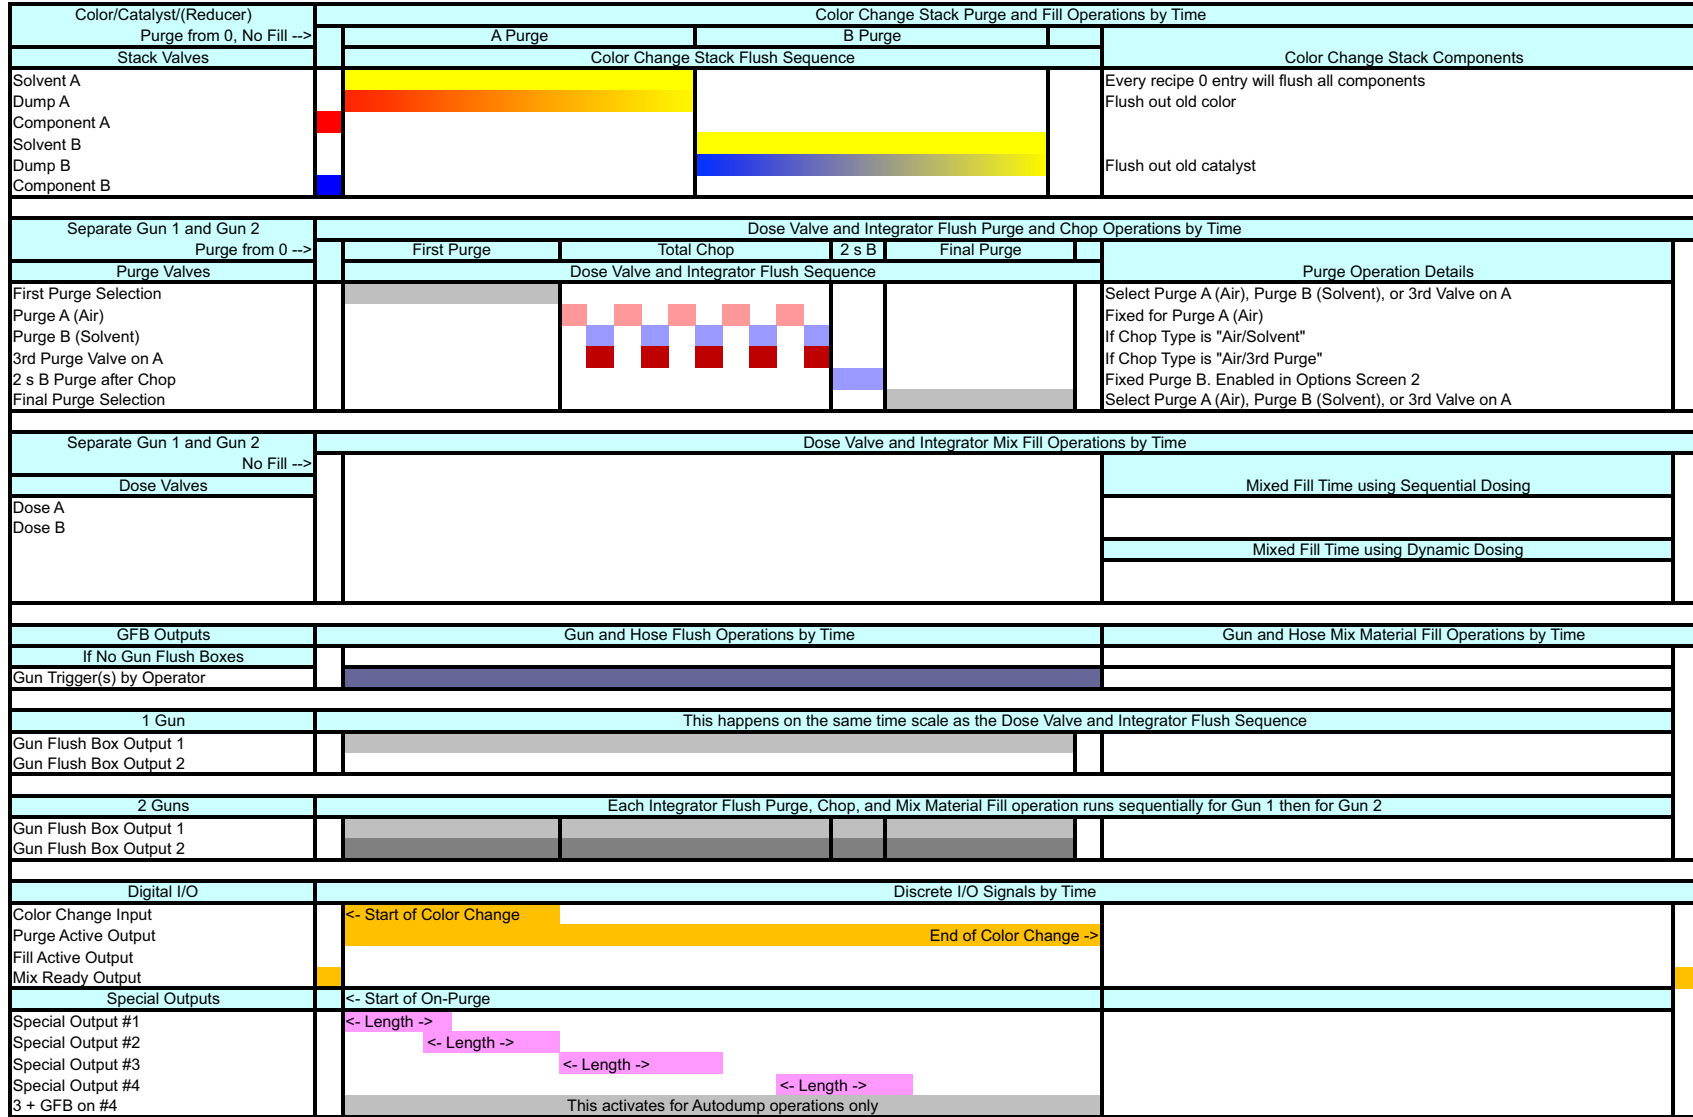 Color/Catalyst/(Reducer)
Color Change Stack Purge and Fill Operations by Time
Purge from 0, No Fill -->
A Purge
B Purge
Stack Valves
Color Change Stack Flush Sequence
Color Change Stack Components
Solvent A
Every recipe 0 entry will flush all components
Dump A
Flush out old color
Component A
Solvent B
Dump B
Flush out old catalyst
Component B
Separate Gun 1 and Gun 2
Dose Valve and Integrator Flush Purge and Chop Operations by Time
Purge from 0 -->
First Purge
Total Chop
2 s B
Final Purge
Purge Valves
Dose Valve and Integrator Flush Sequence
Purge Operation Details
First Purge Selection
Select Purge A (Air), Purge B (Solvent), or 3rd Valve on A
Purge A (Air)
Fixed for Purge A (Air)
Purge B (Solvent)
If Chop Type is "Air/Solvent"
3rd Purge Valve on A
If Chop Type is "Air/3rd Purge"
2 s B Purge after Chop
Fixed Purge B. Enabled in Options Screen 2
Final Purge Selection
Select Purge A (Air), Purge B (Solvent), or 3rd Valve on A
Separate Gun 1 and Gun 2
Dose Valve and Integrator Mix Fill Operations by Time
No Fill -->
Dose Valves
Mixed Fill Time using Sequential Dosing
Dose A
Dose B
Mixed Fill Time using Dynamic Dosing
GFB Outputs
Gun and Hose Flush Operations by Time
Gun and Hose Mix Material Fill Operations by Time
If No Gun Flush Boxes
Gun Trigger(s) by Operator
1 Gun
This happens on the same time scale as the Dose Valve and Integrator Flush Sequence
Gun Flush Box Output 1
Gun Flush Box Output 2
2 Guns
Each Integrator Flush Purge, Chop, and Mix Material Fill operation runs sequentially for Gun 1 then for Gun 2
Gun Flush Box Output 1
Gun Flush Box Output 2
Digital I/O
Discrete I/O Signals by Time
Color Change Input
<- Start of Color Change
Purge Active Output
End of Color Change ->
Fill Active Output
Mix Ready Output
Special Outputs
<- Start of On-Purge
Special Output #1
<- Length ->
Special Output #2
<- Length ->
Special Output #3
<- Length ->
Special Output #4
<- Length ->
3 + GFB on #4
This activates for Autodump operations only